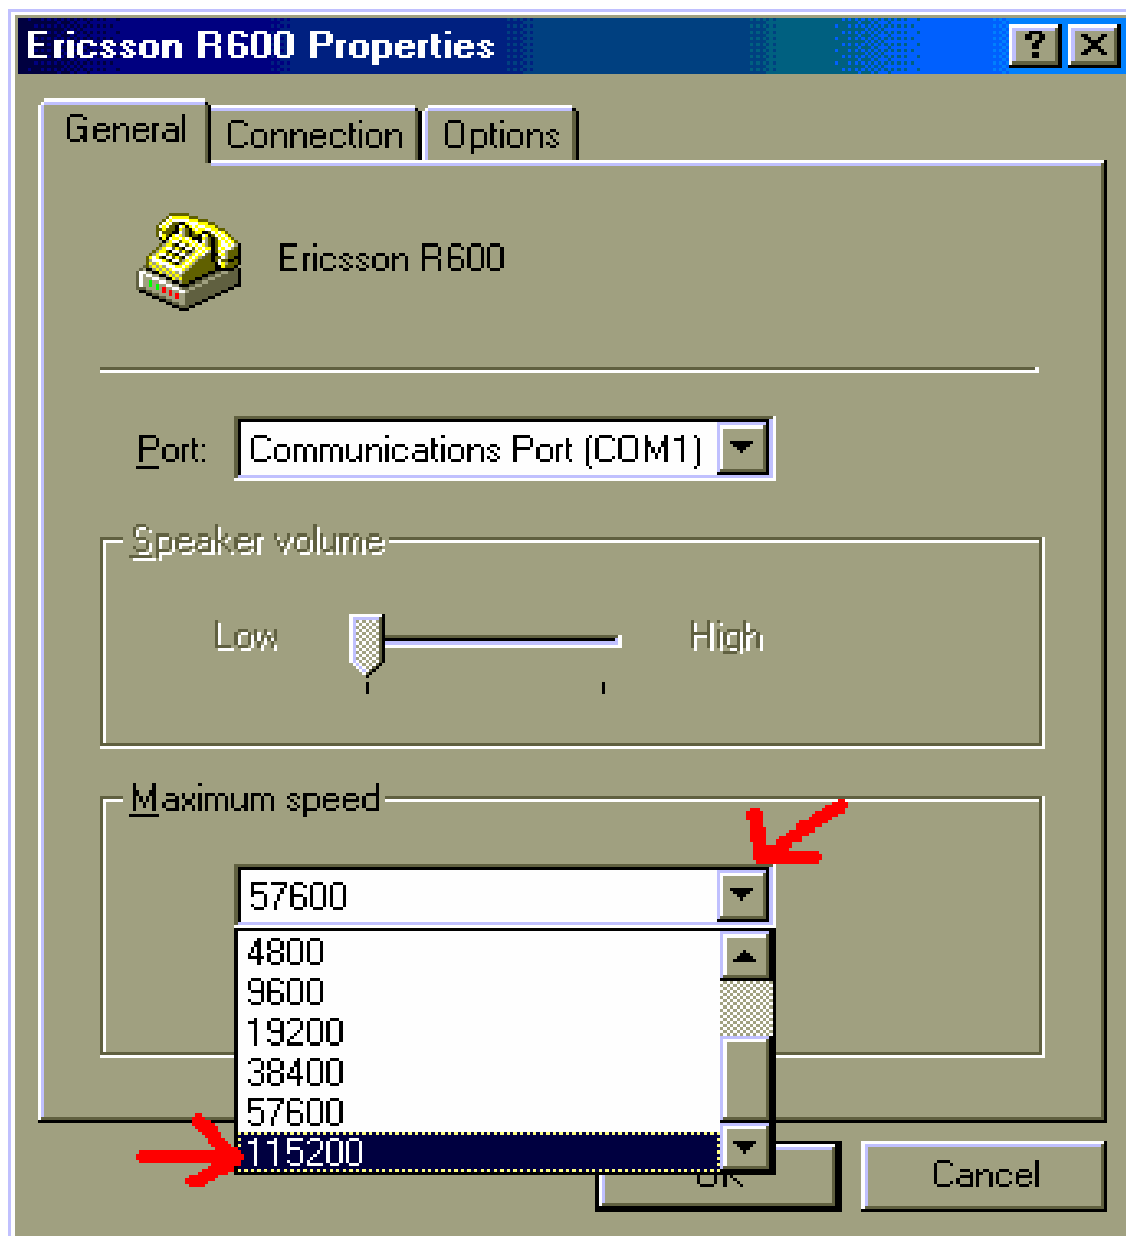 Ericsson R600 Properties
General Connection Options
Ericsson R600
Port: Communications Port (COM1)
Speaker volume
Low High
Maximum speed
57600
4800
9600
19200
38400
57600
115200
OK Cancel